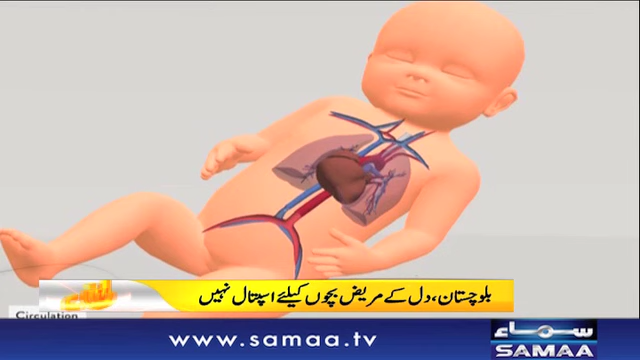 بلوچستان، دل کے مریض بچوں کیلئے اسپتال نہیں
Circulation
www.samaa.tv
سماء
SAMAA